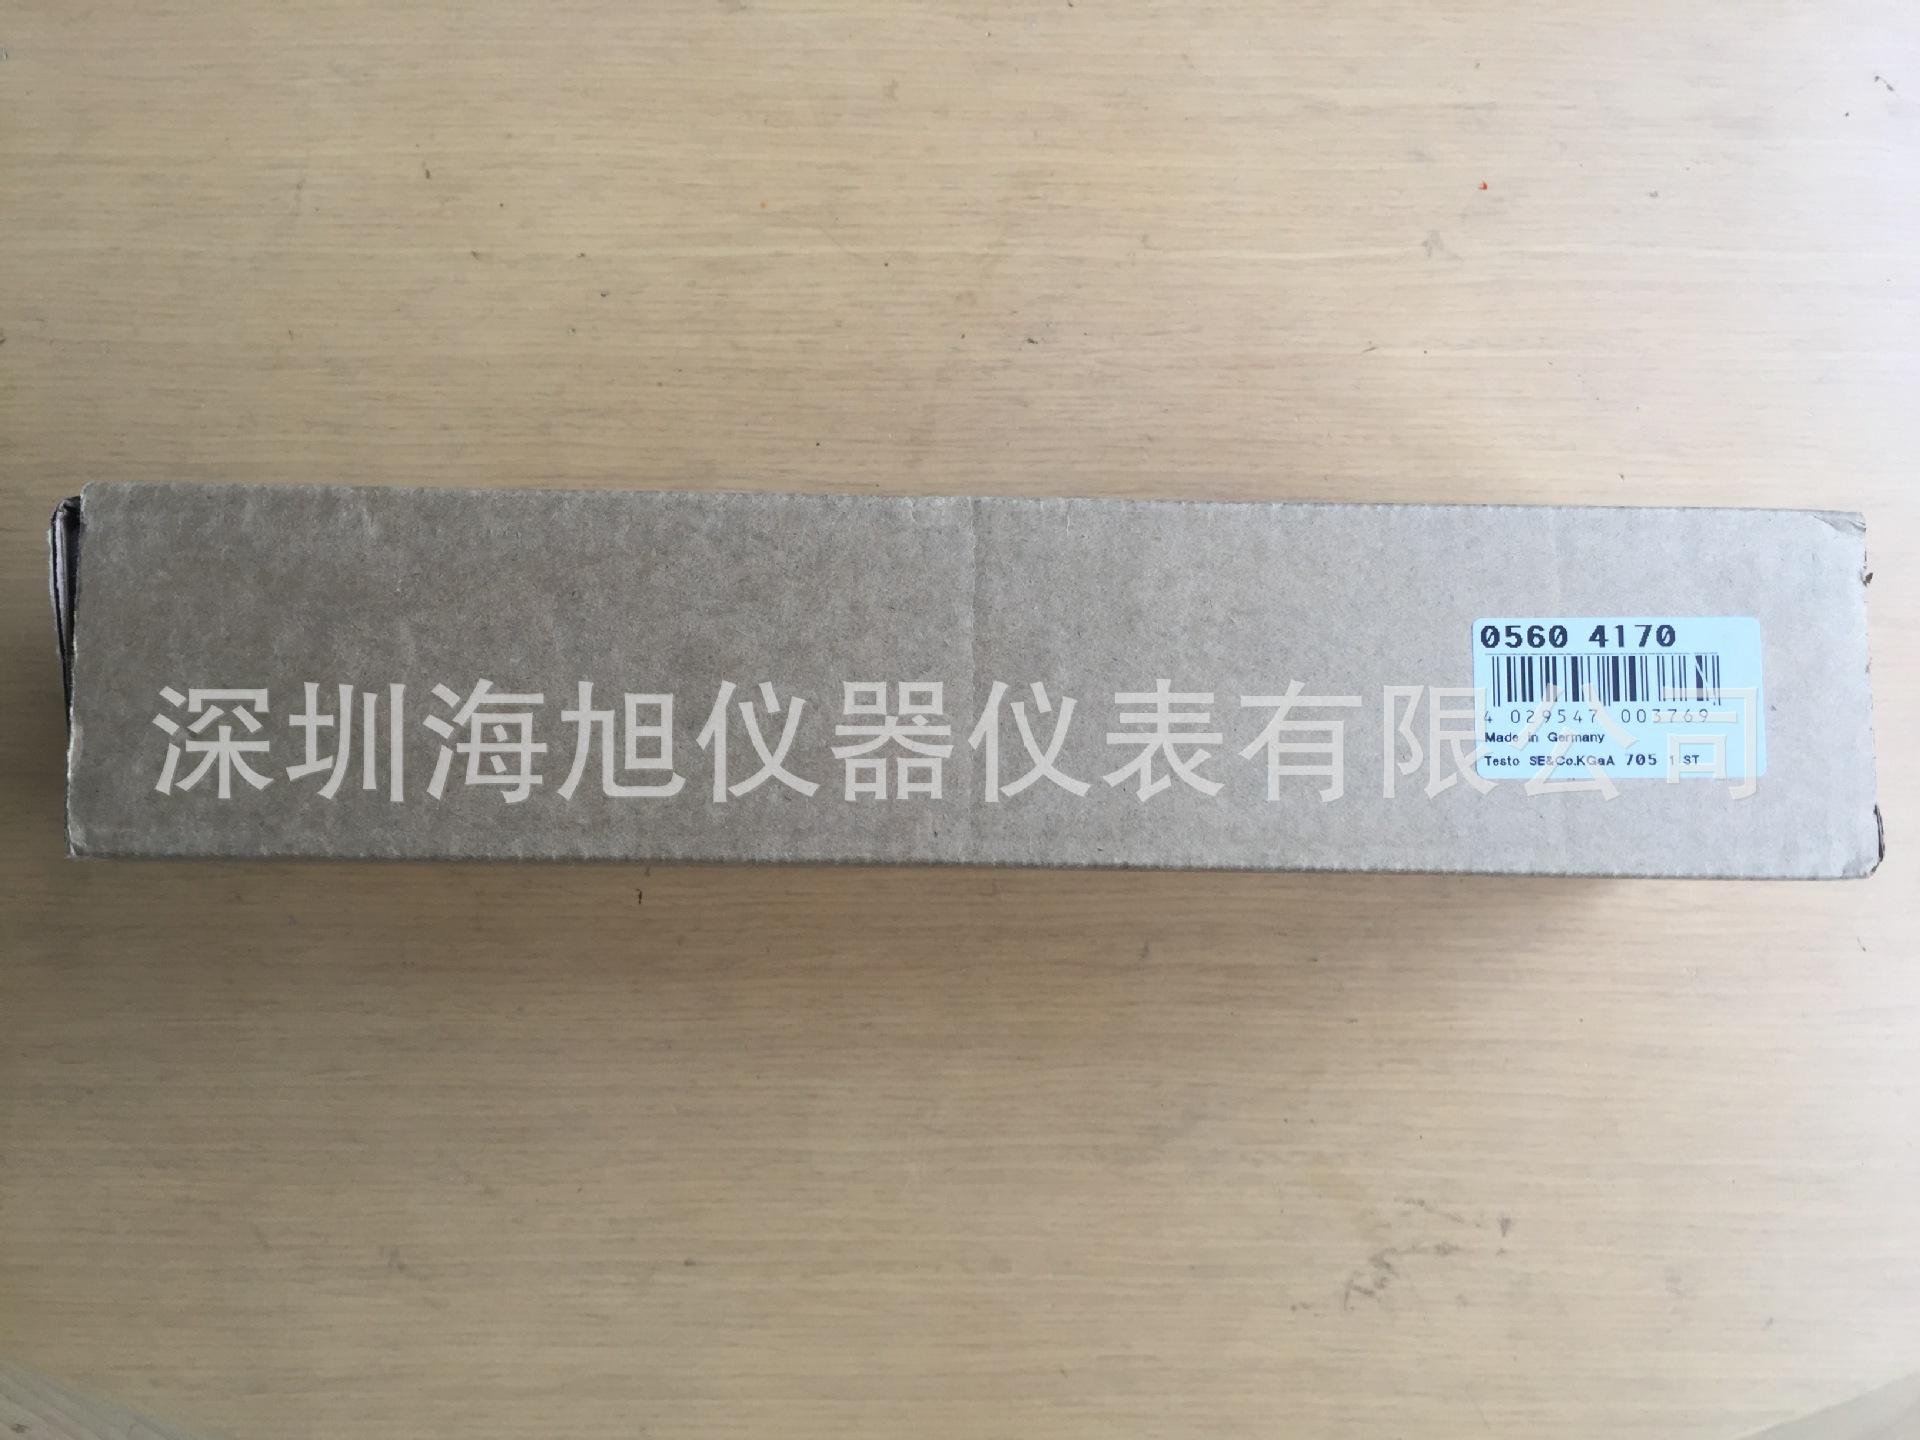 0560 4170
4 029547 003769
Made in Germany
Testo SE&Co.KGaA 705 1 ST
深圳海旭仪器仪表有限公司